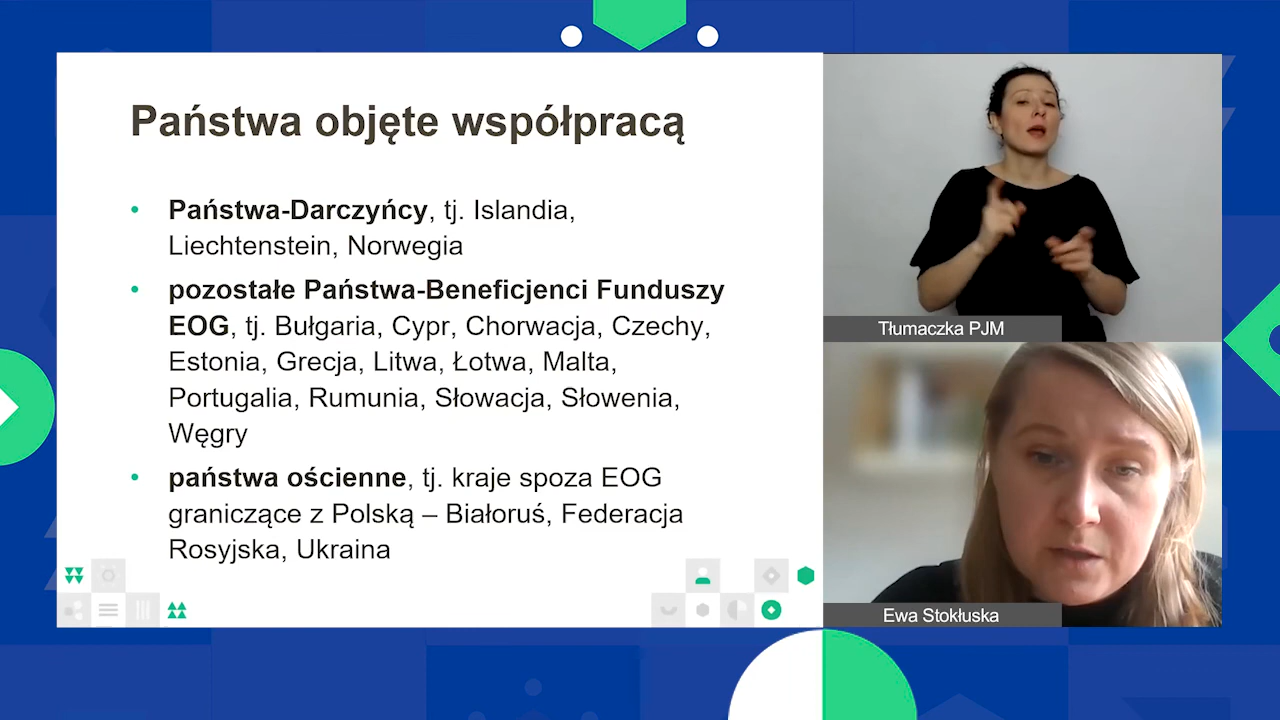 Państwa objęte współpracą
• Państwa-Darczyńcy, tj. Islandia,
Liechtenstein, Norwegia
• pozostałe Państwa-Beneficjenci Funduszy
EOG, tj. Bułgaria, Cypr, Chorwacja, Czechy,
Estonia, Grecja, Litwa, Łotwa, Malta,
Portugalia, Rumunia, Słowacja, Słowenia,
Węgry
• państwa ościenne, tj. kraje spoza EOG
graniczące z Polską – Białoruś, Federacja
Rosyjska, Ukraina
Tłumaczka PJM
Ewa Stokłuska